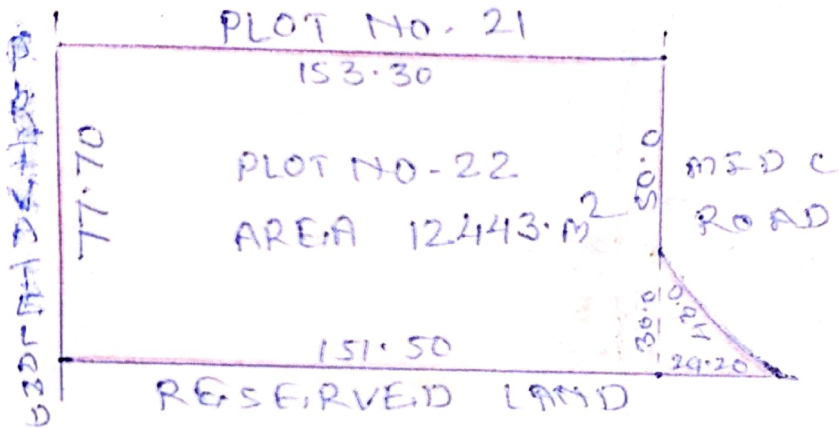 PLOT NO. 21
153.30
77.70
PLOT NO-22
AREA 12443.M²
50.0
MIDC
ROAD
30.0
29.20
151.50
RESERVED LAND